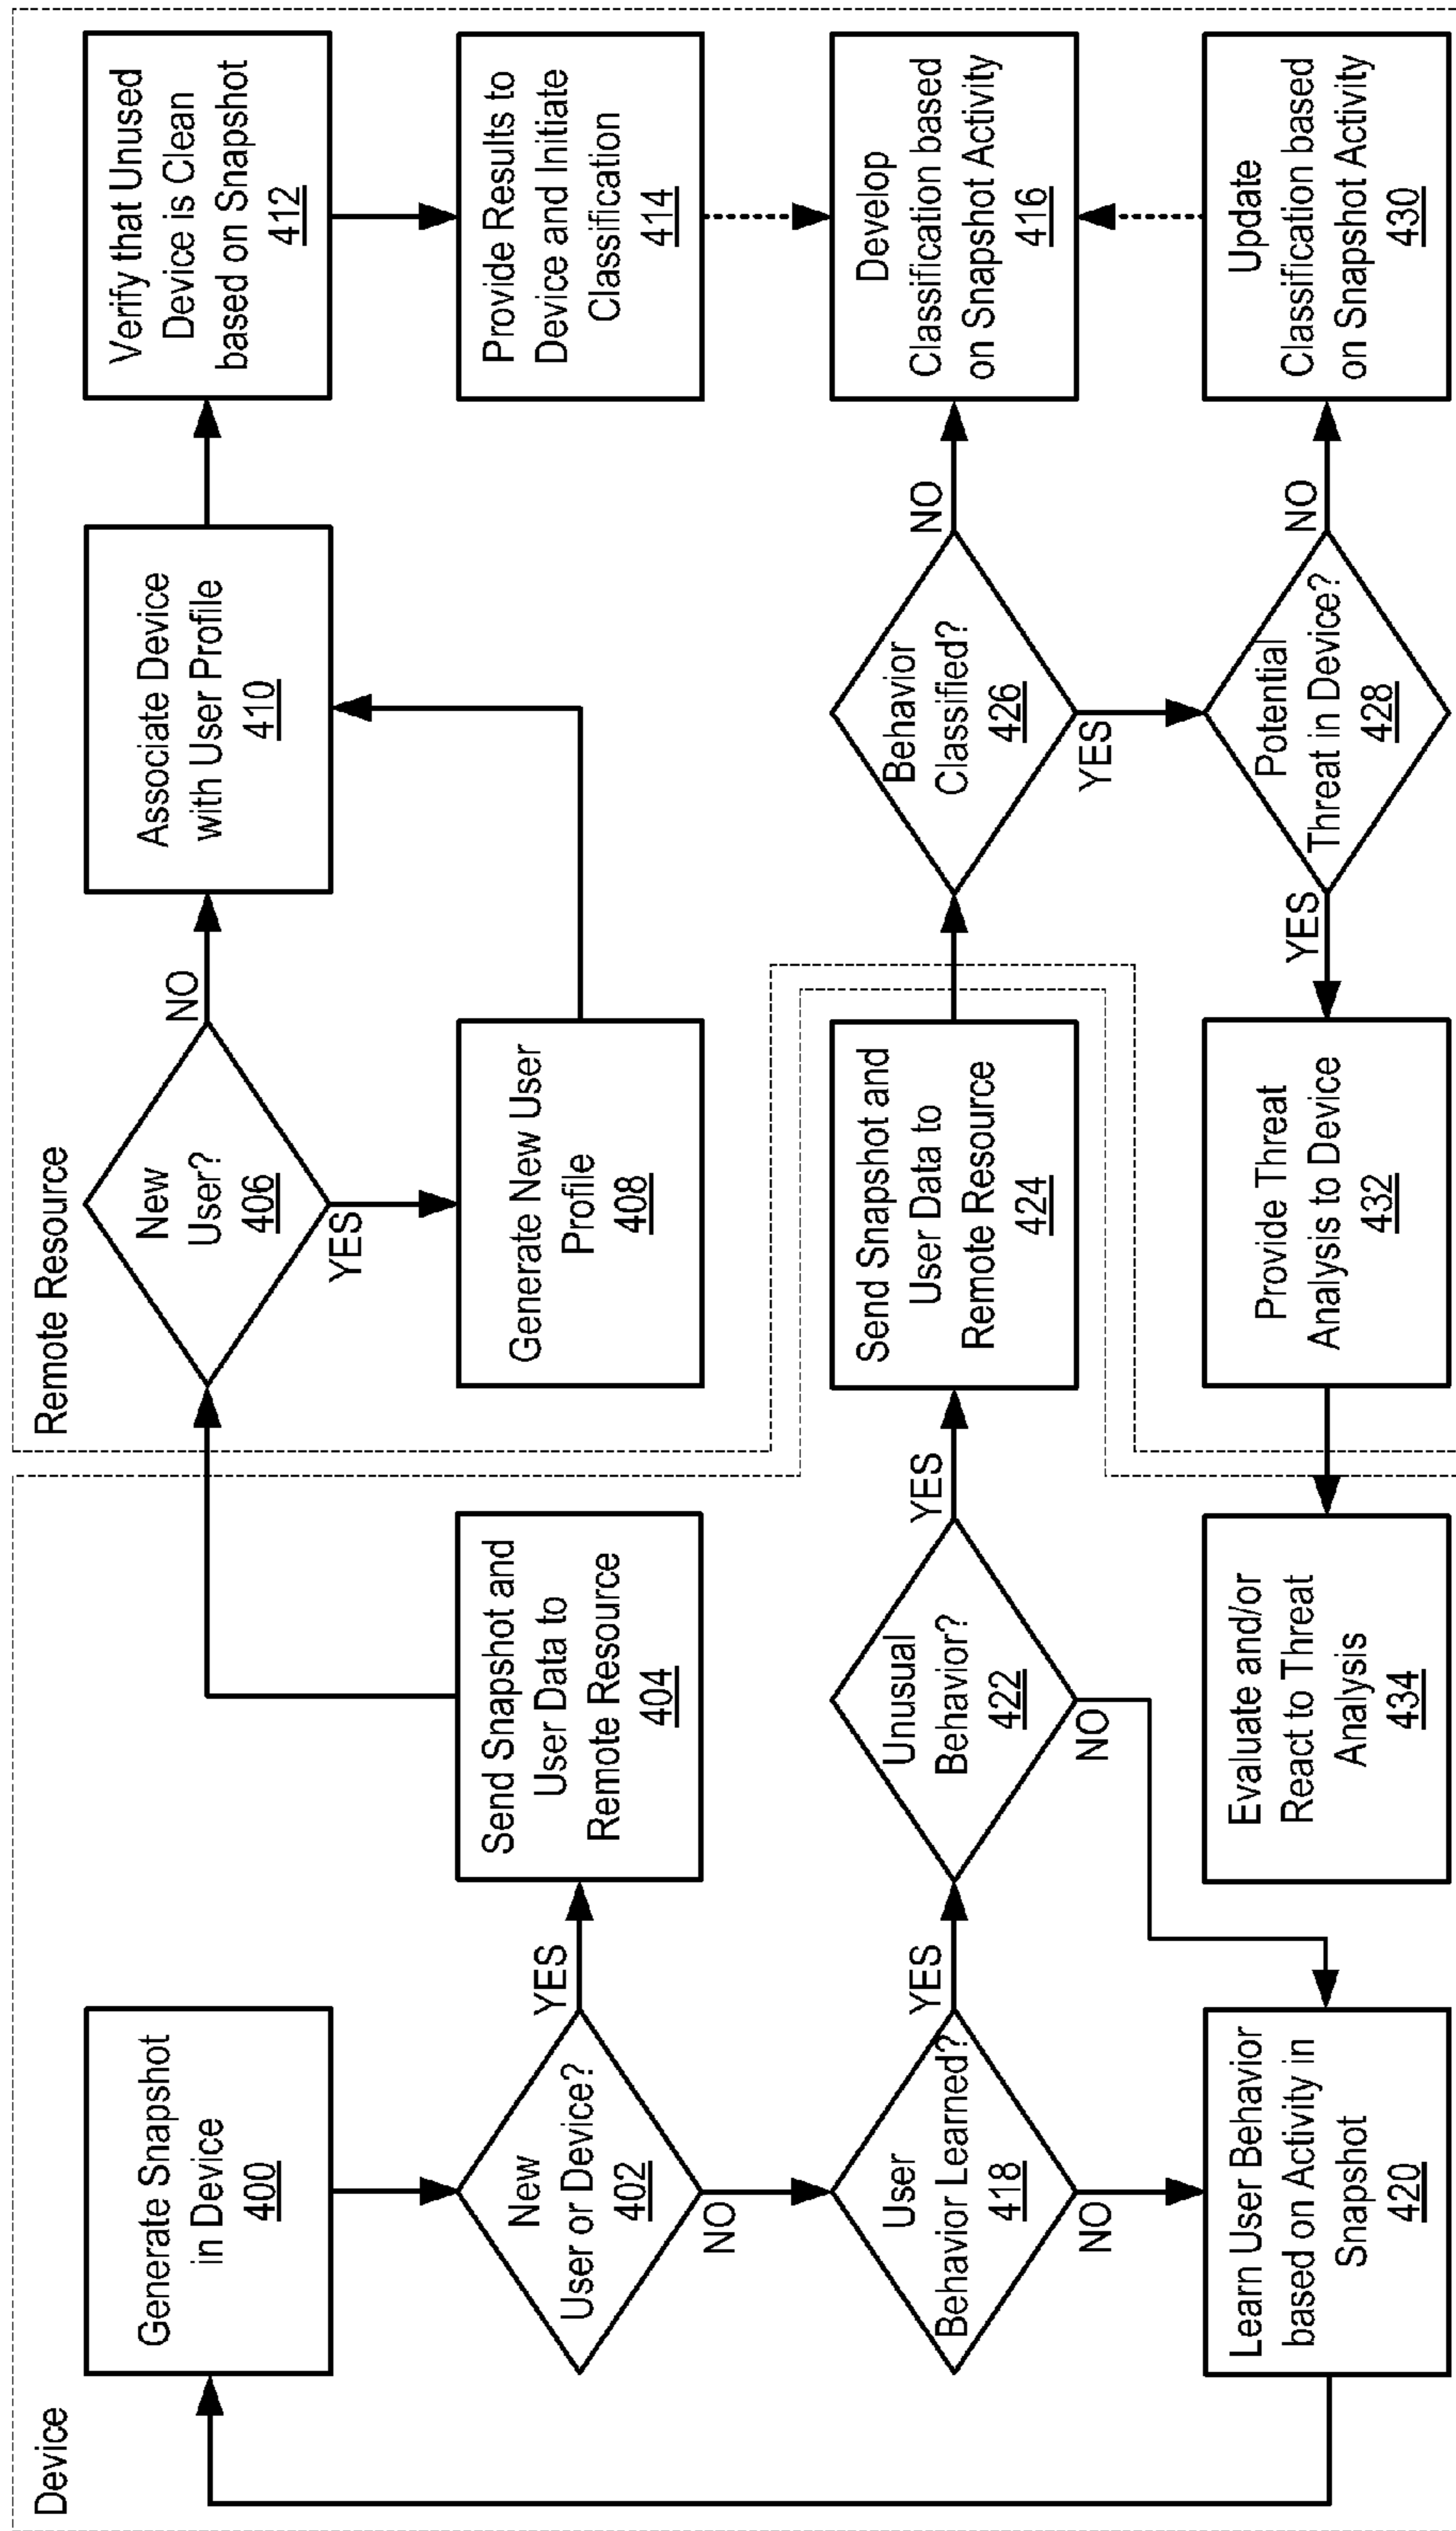 Device
Generate Snapshot
in Device
400
New
User or Device?
402
YES
NO
Send Snapshot and
User Data to
Remote Resource
404
User
Behavior Learned?
418
YES
NO
Learn User Behavior
based on Activity in
Snapshot
420
Unusual
Behavior?
422
YES
NO
Send Snapshot and
User Data to
Remote Resource
424
Evaluate and/or
React to Threat
Analysis
434
Remote Resource
New
User?
406
NO
YES
Generate New User
Profile
408
Associate Device
with User Profile
410
Verify that Unused
Device is Clean
based on Snapshot
412
Provide Results to
Device and Initiate
Classification
414
Behavior
Classified?
426
NO
YES
Develop
Classification based
on Snapshot Activity
416
Potential
Threat in Device?
428
NO
YES
Update
Classification based
on Snapshot Activity
430
Provide Threat
Analysis to Device
432